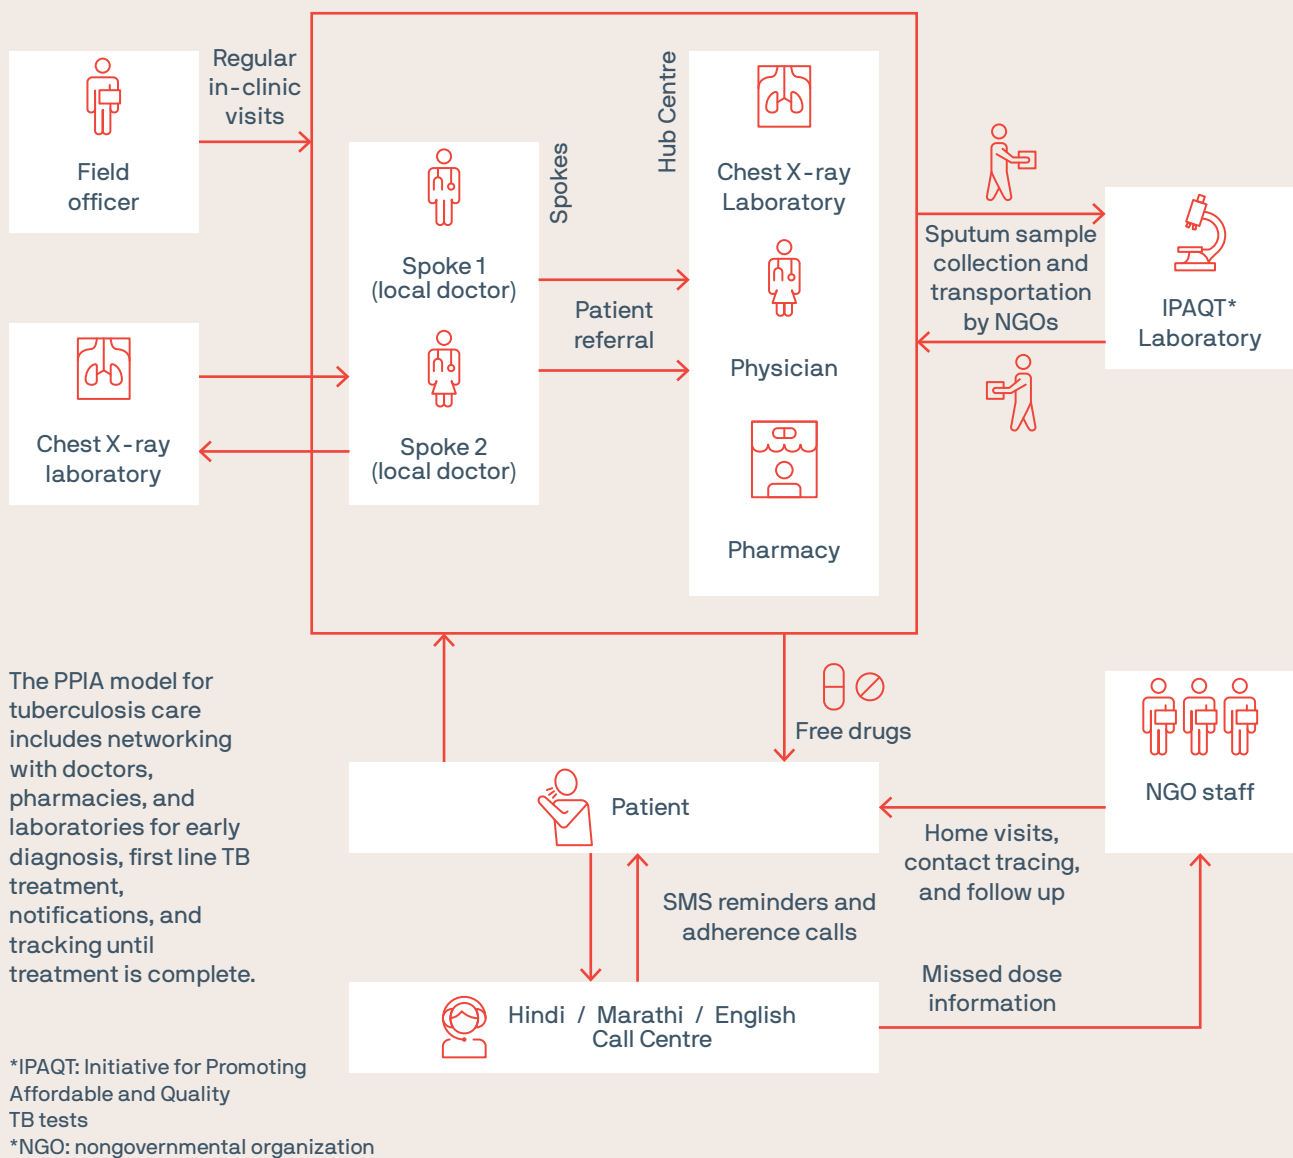 Regular
in-clinic
visits
Field
officer
Spokes
Hub Centre
Chest X-ray
Laboratory
Spoke 1
(local doctor)
Patient
referral
Sputum sample
collection and
transportation
by NGOs
IPAQT*
Laboratory
Physician
Chest X-ray
laboratory
Spoke 2
(local doctor)
Pharmacy
The PPIA model for
tuberculosis care
includes networking
with doctors,
pharmacies, and
laboratories for early
diagnosis, first line TB
treatment,
notifications, and
tracking until
treatment is complete.
Free drugs
Patient
NGO staff
Home visits,
contact tracing,
and follow up
SMS reminders and
adherence calls
Missed dose
information
Hindi / Marathi / English
Call Centre
*IPAQT: Initiative for Promoting
Affordable and Quality
TB tests
*NGO: nongovernmental organization